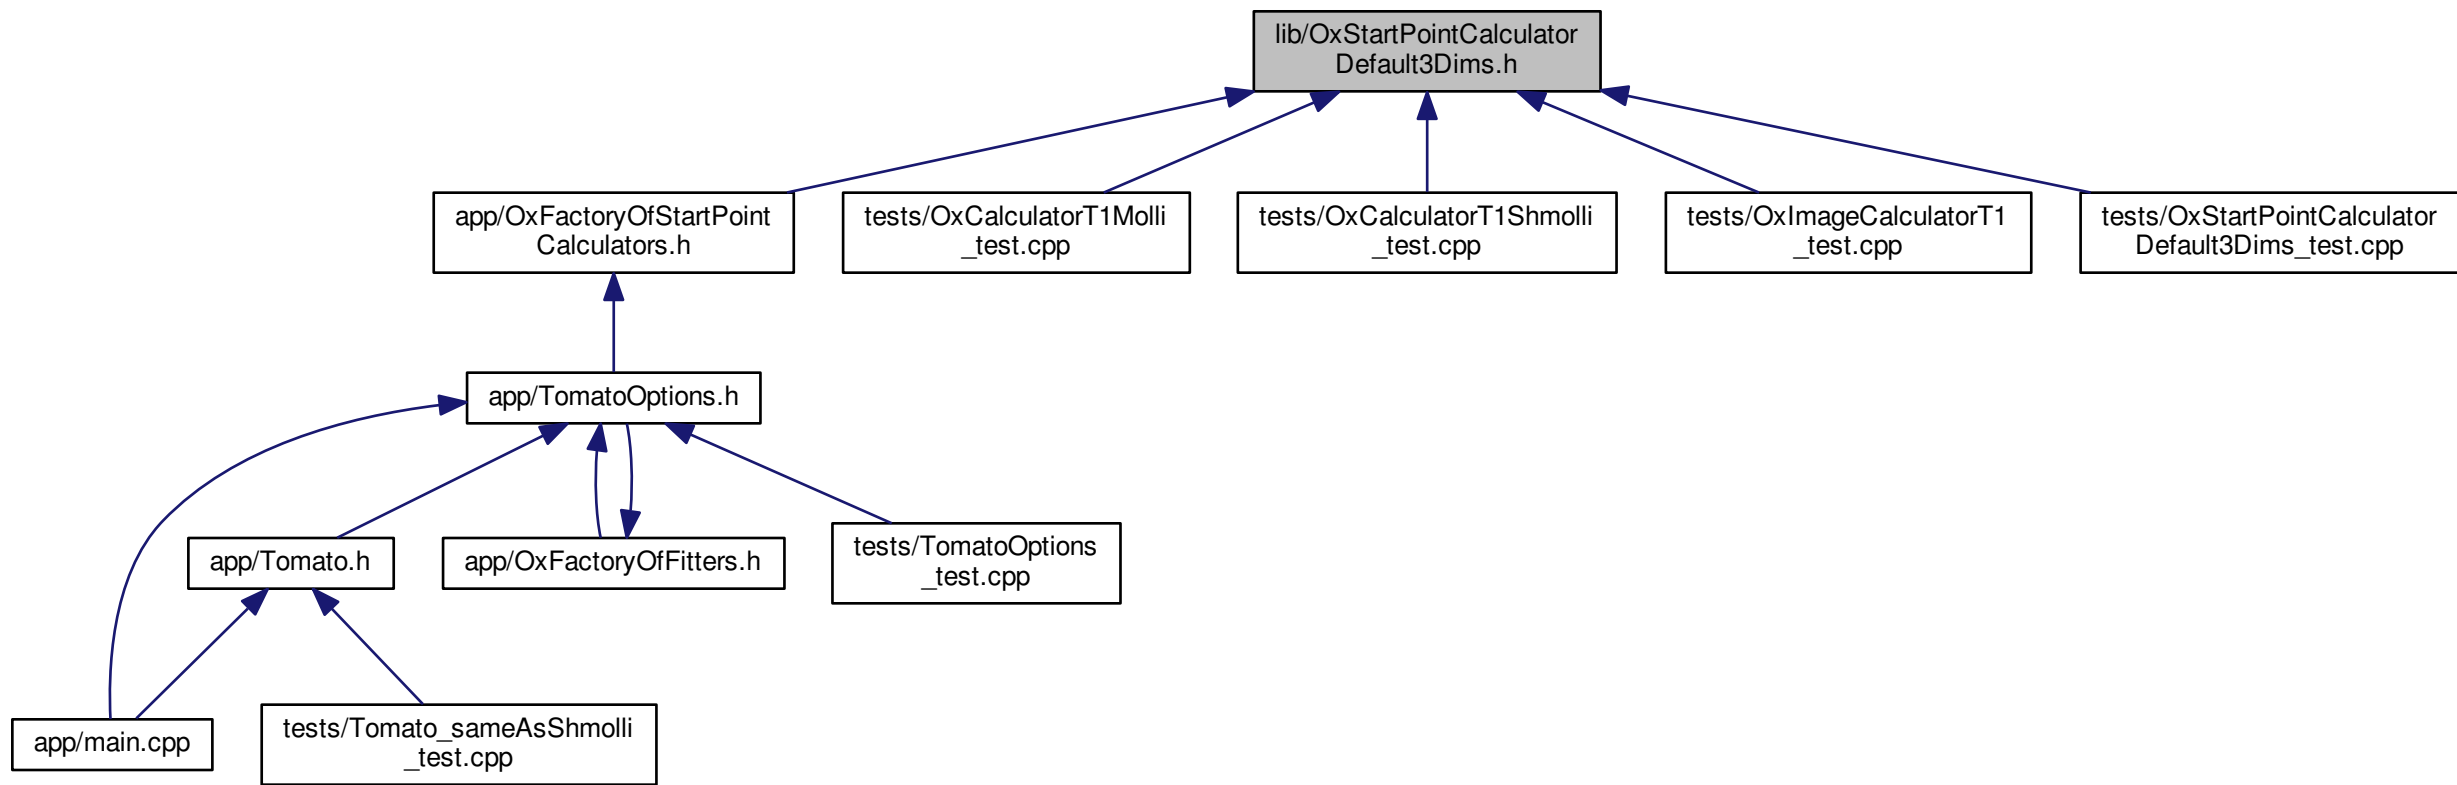 lib/OxStartPointCalculator
Default3Dims.h
app/OxFactoryOfStartPoint
Calculators.h
tests/OxCalculatorT1Molli
_test.cpp
tests/OxCalculatorT1Shmolli
_test.cpp
tests/OxImageCalculatorT1
_test.cpp
tests/OxStartPointCalculator
Default3Dims_test.cpp
app/TomatoOptions.h
app/Tomato.h
app/OxFactoryOfFitters.h
tests/TomatoOptions
_test.cpp
app/main.cpp
tests/Tomato_sameAsShmolli
_test.cpp